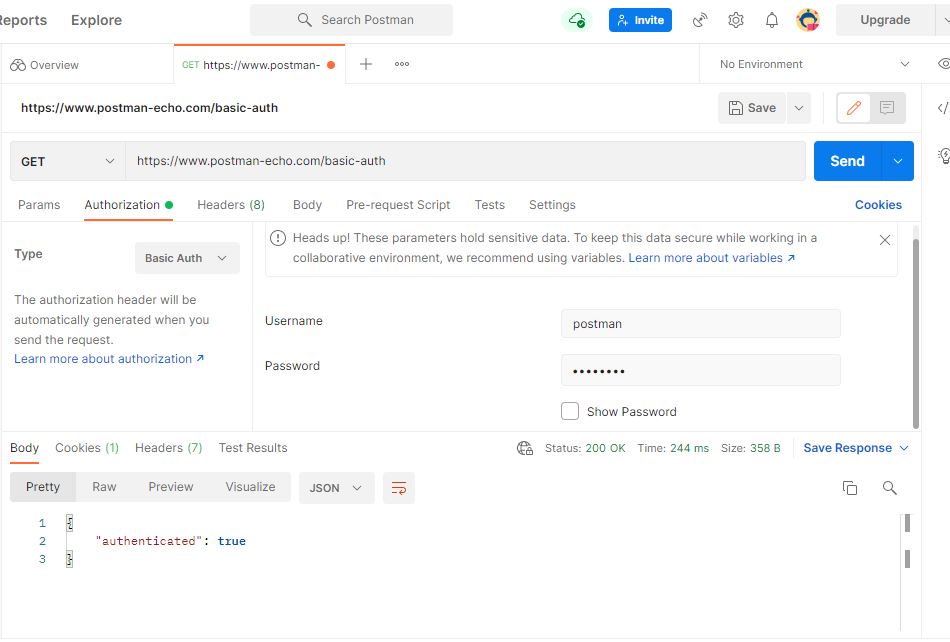 Reports Explore Search Postman Invite Upgrade
Overview GET https://www.postman- No Environment
https://www.postman-echo.com/basic-auth Save
GET https://www.postman-echo.com/basic-auth Send
Params Authorization Headers (8) Body Pre-request Script Tests Settings Cookies
Type Basic Auth
The authorization header will be
automatically generated when you
send the request.
Learn more about authorization ↗
Heads up! These parameters hold sensitive data. To keep this data secure while working in a
collaborative environment, we recommend using variables. Learn more about variables ↗
Username postman
Password ••••••••
Show Password
Body Cookies (1) Headers (7) Test Results Status: 200 OK Time: 244 ms Size: 358 B Save Response
Pretty Raw Preview Visualize JSON
1 {
2 "authenticated": true
3 }